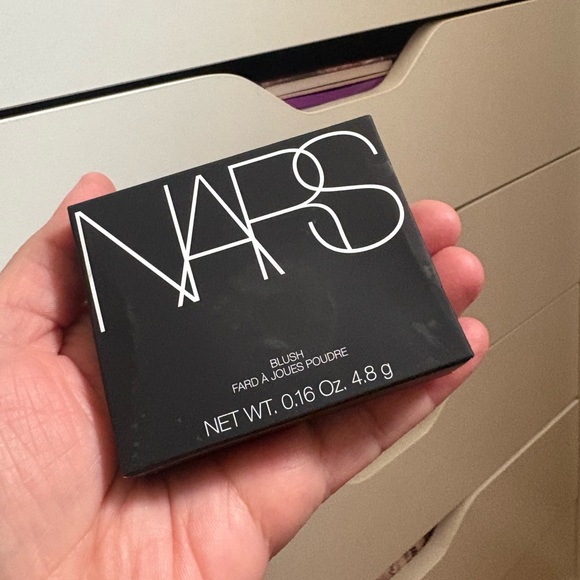 NARS
BLUSH
FARD À JOUES POUDRE
NET WT. 0.16 Oz. 4.8 g